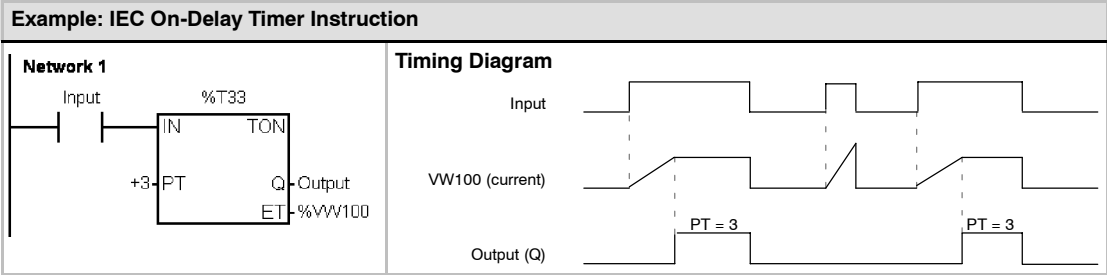 Example: IEC On-Delay Timer Instruction
Network 1
Input
%T33
IN TON
+3 PT Q Output
ET %VW100
Timing Diagram
Input
VW100 (current)
PT = 3 PT = 3
Output (Q)